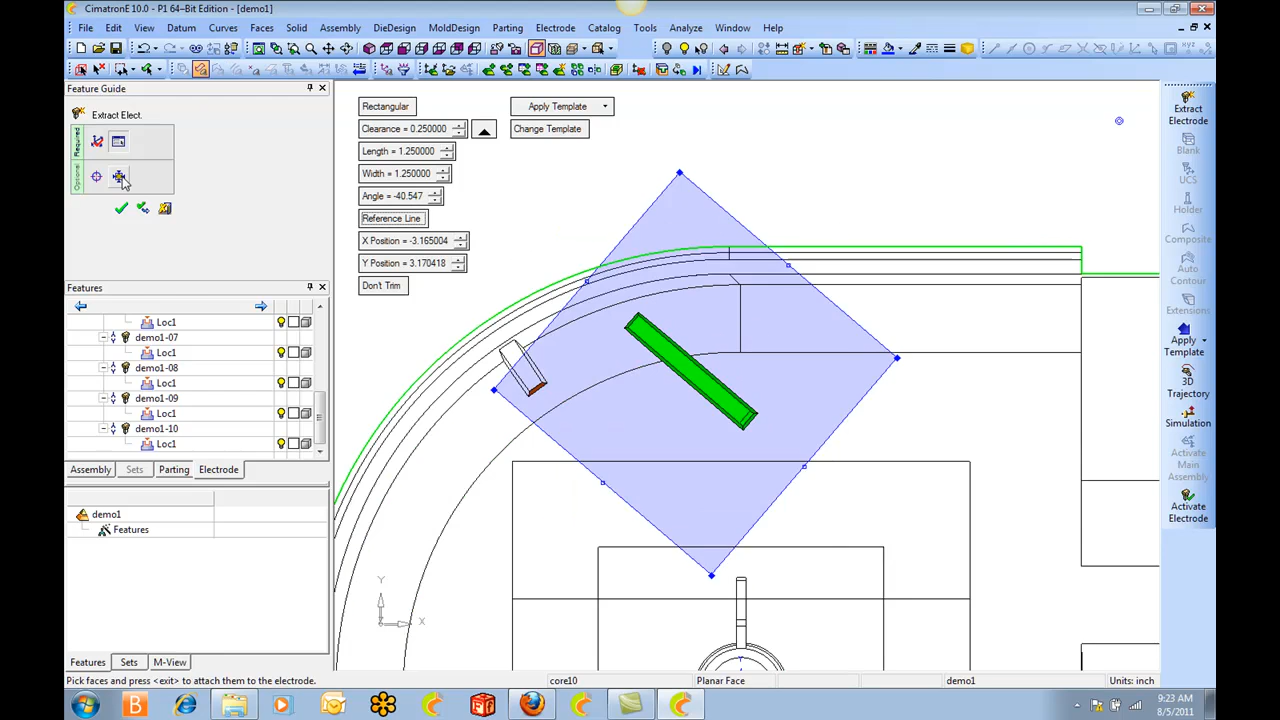 CimatronE 10.0 - P1 64-Bit Edition - [demo1]
File Edit View Datum Curves Faces Solid Assembly DieDesign MoldDesign Parting Electrode Catalog Tools Analyze Window Help
Feature Guide
Extract Elect.
Required
Optional
Features
Loc1
demo1-07
Loc1
demo1-08
Loc1
demo1-09
Loc1
demo1-10
Loc1
Assembly Sets Parting Electrode
demo1
Features
Features Sets M-View
Rectangular
Clearance = 0.250000
Length = 1.250000
Width = 1.250000
Angle = -40.547
Reference Line
X Position = -3.165004
Y Position = 3.170418
Don't Trim
Apply Template
Change Template
Y
X
Y
Extract
Electrode
Blank
UCS
Holder
Composite
Auto
Contour
Extensions
Apply
Template
3D
Trajectory
Simulation
Activate
Main
Assembly
Activate
Electrode
Pick faces and press <exit> to attach them to the electrode. core10 Planar Face demo1 Units: inch
9:23 AM
8/5/2011